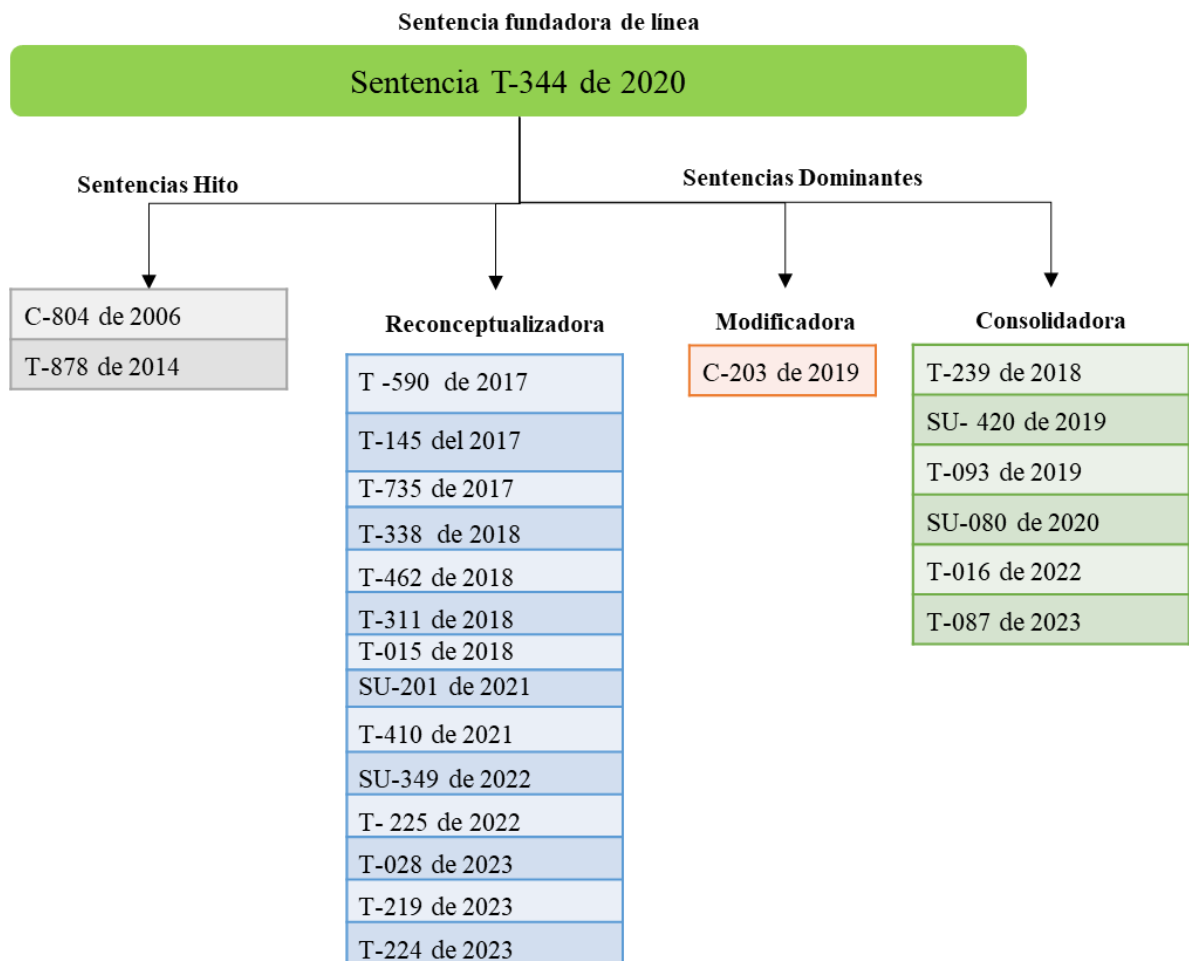 Sentencia fundadora de línea
Sentencia T-344 de 2020
Sentencias Hito
Sentencias Dominantes
C-804 de 2006
T-878 de 2014
Reconceptualizadora
T -590 de 2017
T-145 del 2017
T-735 de 2017
T-338 de 2018
T-462 de 2018
T-311 de 2018
T-015 de 2018
SU-201 de 2021
T-410 de 2021
SU-349 de 2022
T- 225 de 2022
T-028 de 2023
T-219 de 2023
T-224 de 2023
Modificadora
C-203 de 2019
Consolidadora
T-239 de 2018
SU- 420 de 2019
T-093 de 2019
SU-080 de 2020
T-016 de 2022
T-087 de 2023